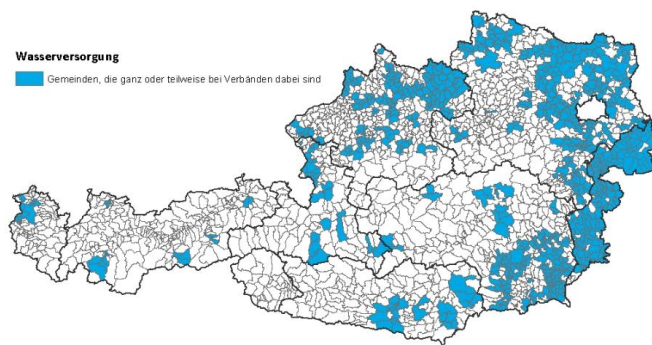 Wasserversorgung
Gemeinden, die ganz oder teilweise bei Verbänden dabei sind